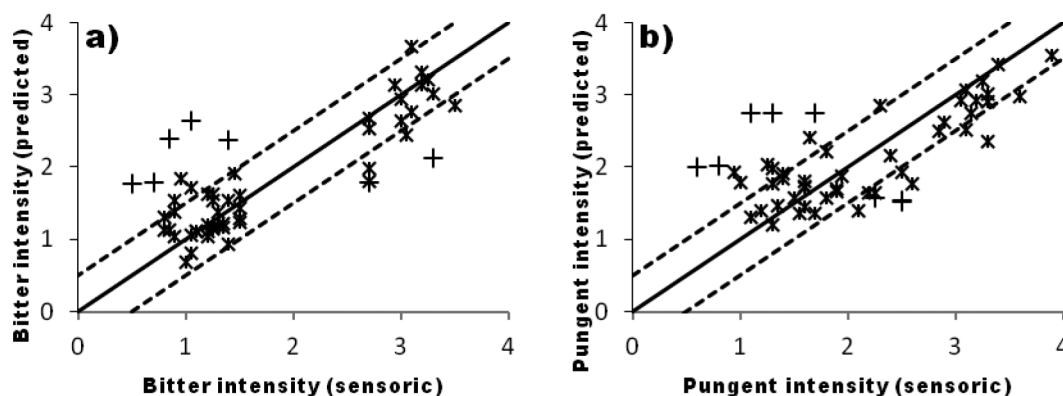 a)
4
3
2
1
0
0 1 2 3 4
Bitter intensity (predicted)
Bitter intensity (sensoric)
b)
4
3
2
1
0
0 1 2 3 4
Pungent intensity (predicted)
Pungent intensity (sensoric)